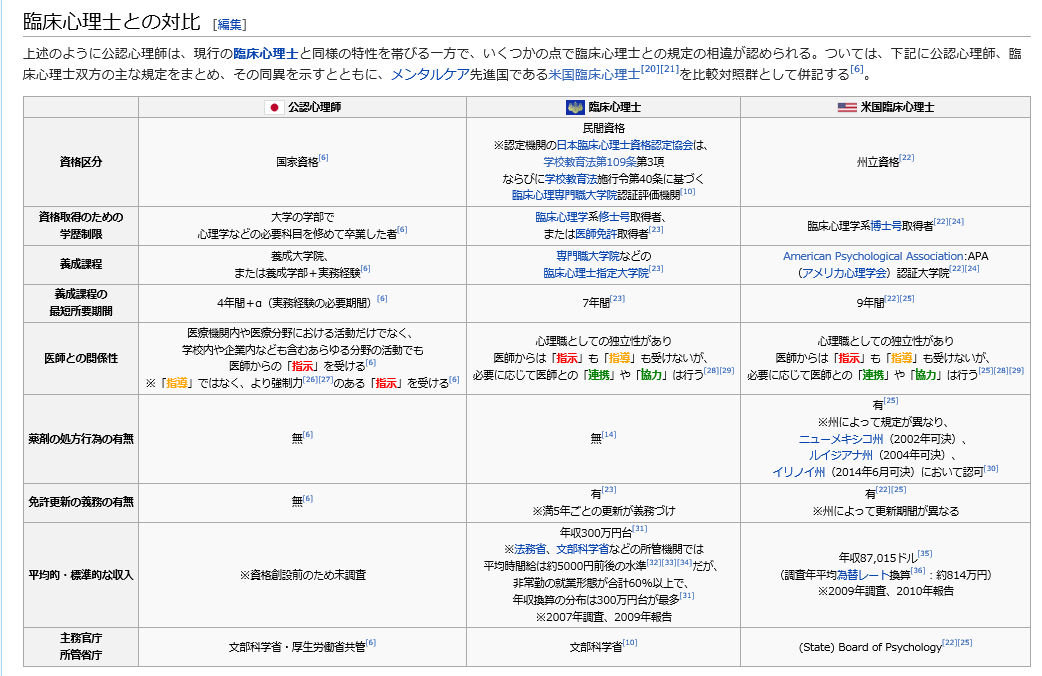 臨床心理士との対比 [編集]
上述のように公認心理師は、現行の臨床心理士と同様の特性を帯びる一方で、いくつかの点で臨床心理士との規定の相違が認められる。ついては、下記に公認心理師、臨
床心理士双方の主な規定をまとめ、その同異を示すとともに、メンタルケア先進国である米国臨床心理士[20][21]を比較対照群として併記する[6]。
公認心理師
臨床心理士
米国臨床心理士
資格区分
国家資格[6]
民間資格
※認定機関の日本臨床心理士資格認定協会は、
学校教育法第109条第3項
ならびに学校教育法施行令第40条に基づく
臨床心理専門職大学院認証評価機関[10]
州立資格[22]
資格取得のための
学歴制限
大学の学部で
心理学などの必要科目を修めて卒業した者[6]
臨床心理学系修士号取得者、
または医師免許取得者[23]
臨床心理学系博士号取得者[22][24]
養成課程
養成大学院、
または養成学部＋実務経験[6]
専門職大学院などの
臨床心理士指定大学院[23]
American Psychological Association:APA
（アメリカ心理学会）認証大学院[22][24]
養成課程の
最短所要期間
4年間＋α（実務経験の必要期間）[6]
7年間[23]
9年間[22][25]
医師との関係性
医療機関内や医療分野における活動だけでなく、
学校内や企業内なども含むあらゆる分野の活動でも
医師からの「指示」を受ける[6]
※「指導」ではなく、より強制力[26][27]のある「指示」を受ける[6]
心理職としての独立性があり
医師からは「指示」も「指導」も受けないが、
必要に応じて医師との「連携」や「協力」は行う[28][29]
心理職としての独立性があり
医師からは「指示」も「指導」も受けないが、
必要に応じて医師との「連携」や「協力」は行う[25][28][29]
薬剤の処方行為の有無
無[6]
無[14]
有[25]
※州によって規定が異なり、
ニューメキシコ州（2002年可決）、
ルイジアナ州（2004年可決）、
イリノイ州（2014年6月可決）において認可[30]
免許更新の義務の有無
無[6]
有[23]
※満5年ごとの更新が義務づけ
有[22][25]
※州によって更新期間が異なる
平均的・標準的な収入
※資格創設前のため未調査
年収300万円台[31]
※法務省、文部科学省などの所管機関では
平均時間給は約5000円前後の水準[32][33][34]だが、
非常勤の就業形態が合計60%以上で、
年収換算の分布は300万円台が最多[31]
※2007年調査、2009年報告
年収87,015ドル[35]
（調査年平均為替レート換算[36]：約814万円）
※2009年調査、2010年報告
主務官庁
所管省庁
文部科学省・厚生労働省共管[6]
文部科学省[10]
(State) Board of Psychology[22][25]